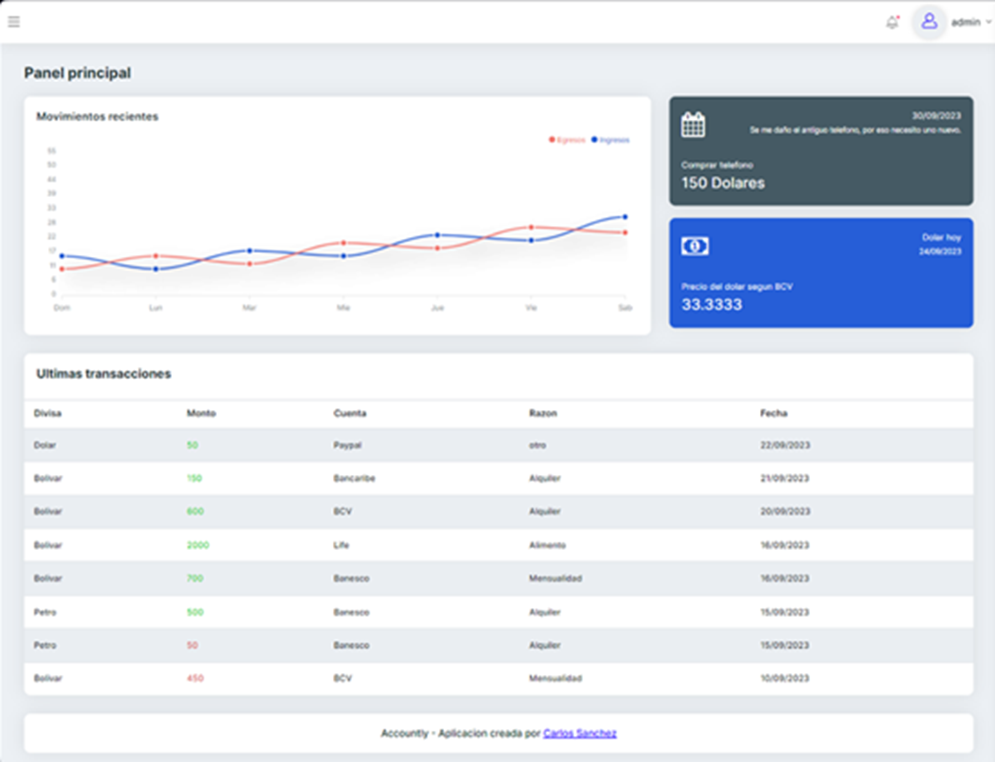 admin
Panel principal
Movimientos recientes
Egresos Ingresos
55
50
44
39
33
28
22
17
11
6
0
Dom Lun Mar Mie Jue Vie Sab
30/09/2023
Se me daño el antiguo telefono, por eso necesito uno nuevo.
Comprar telefono
150 Dolares
Dolar hoy
24/09/2023
Precio del dolar segun BCV
33.3333
Ultimas transacciones
Divisa Monto Cuenta Razon Fecha
Dolar 50 Paypal otro 22/09/2023
Bolivar 150 Bancaribe Alquiler 21/09/2023
Bolivar 600 BCV Alquiler 20/09/2023
Bolivar 2000 Life Alimento 16/09/2023
Bolivar 700 Banesco Mensualidad 16/09/2023
Petro 500 Banesco Alquiler 15/09/2023
Petro 50 Banesco Alquiler 15/09/2023
Bolivar 450 BCV Mensualidad 10/09/2023
Accountly - Aplicacion creada por Carlos Sanchez